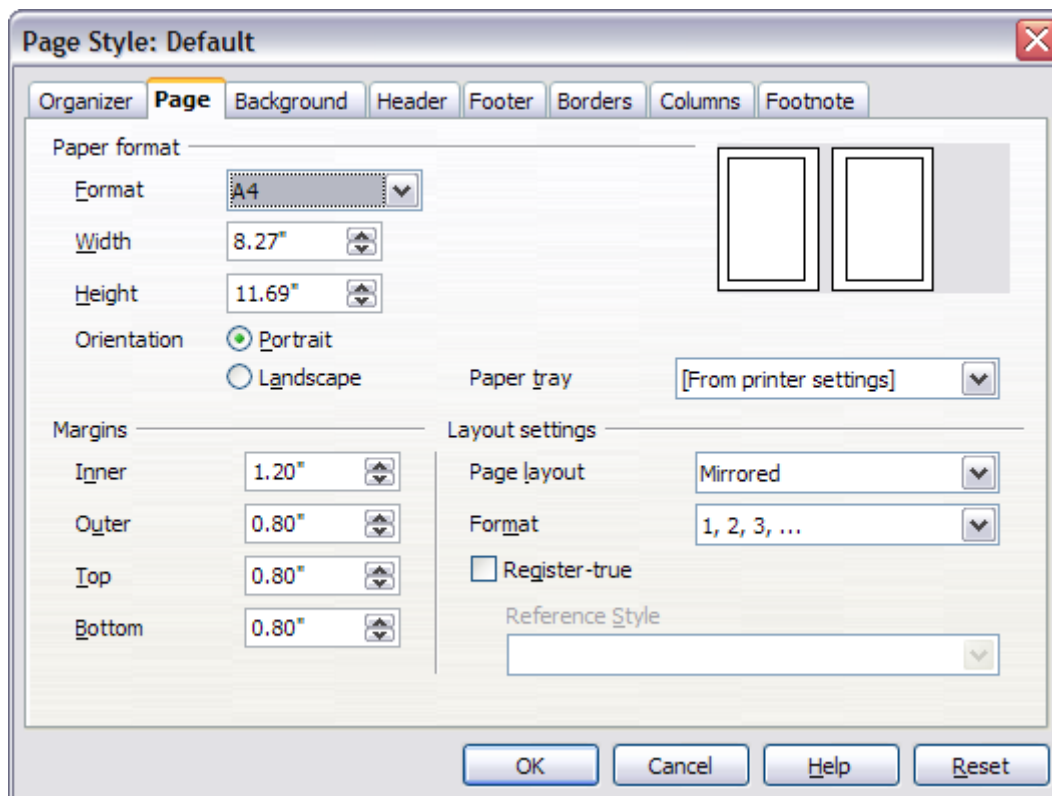 Page Style: Default
Organizer Page Background Header Footer Borders Columns Footnote
Paper format
Format A4
Width 8.27"
Height 11.69"
Orientation Portrait
Landscape Paper tray [From printer settings]
Margins Layout settings
Inner 1.20" Page layout Mirrored
Outer 0.80" Format 1, 2, 3, ...
Top 0.80" Register-true
Bottom 0.80" Reference Style
OK Cancel Help Reset